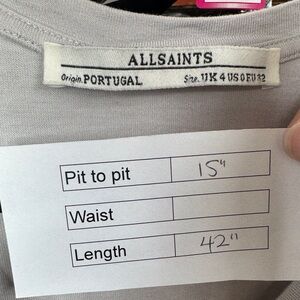 ALLSAINTS
Origin. PORTUGAL Size. UK 4 US 0 EU 32
Pit to pit 15"
Waist
Length 42"